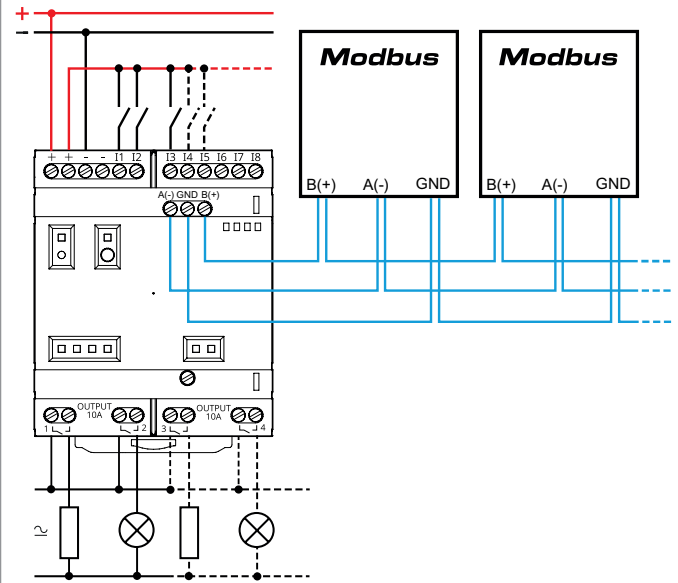 +
-
Modbus Modbus
+ + - - I1 I2 I3 I4 I5 I6 I7 I8
B(+) A(-) GND B(+) A(-) GND
A(-) GND B(+)
OUTPUT 10A OUTPUT 10A
1 2 3 4